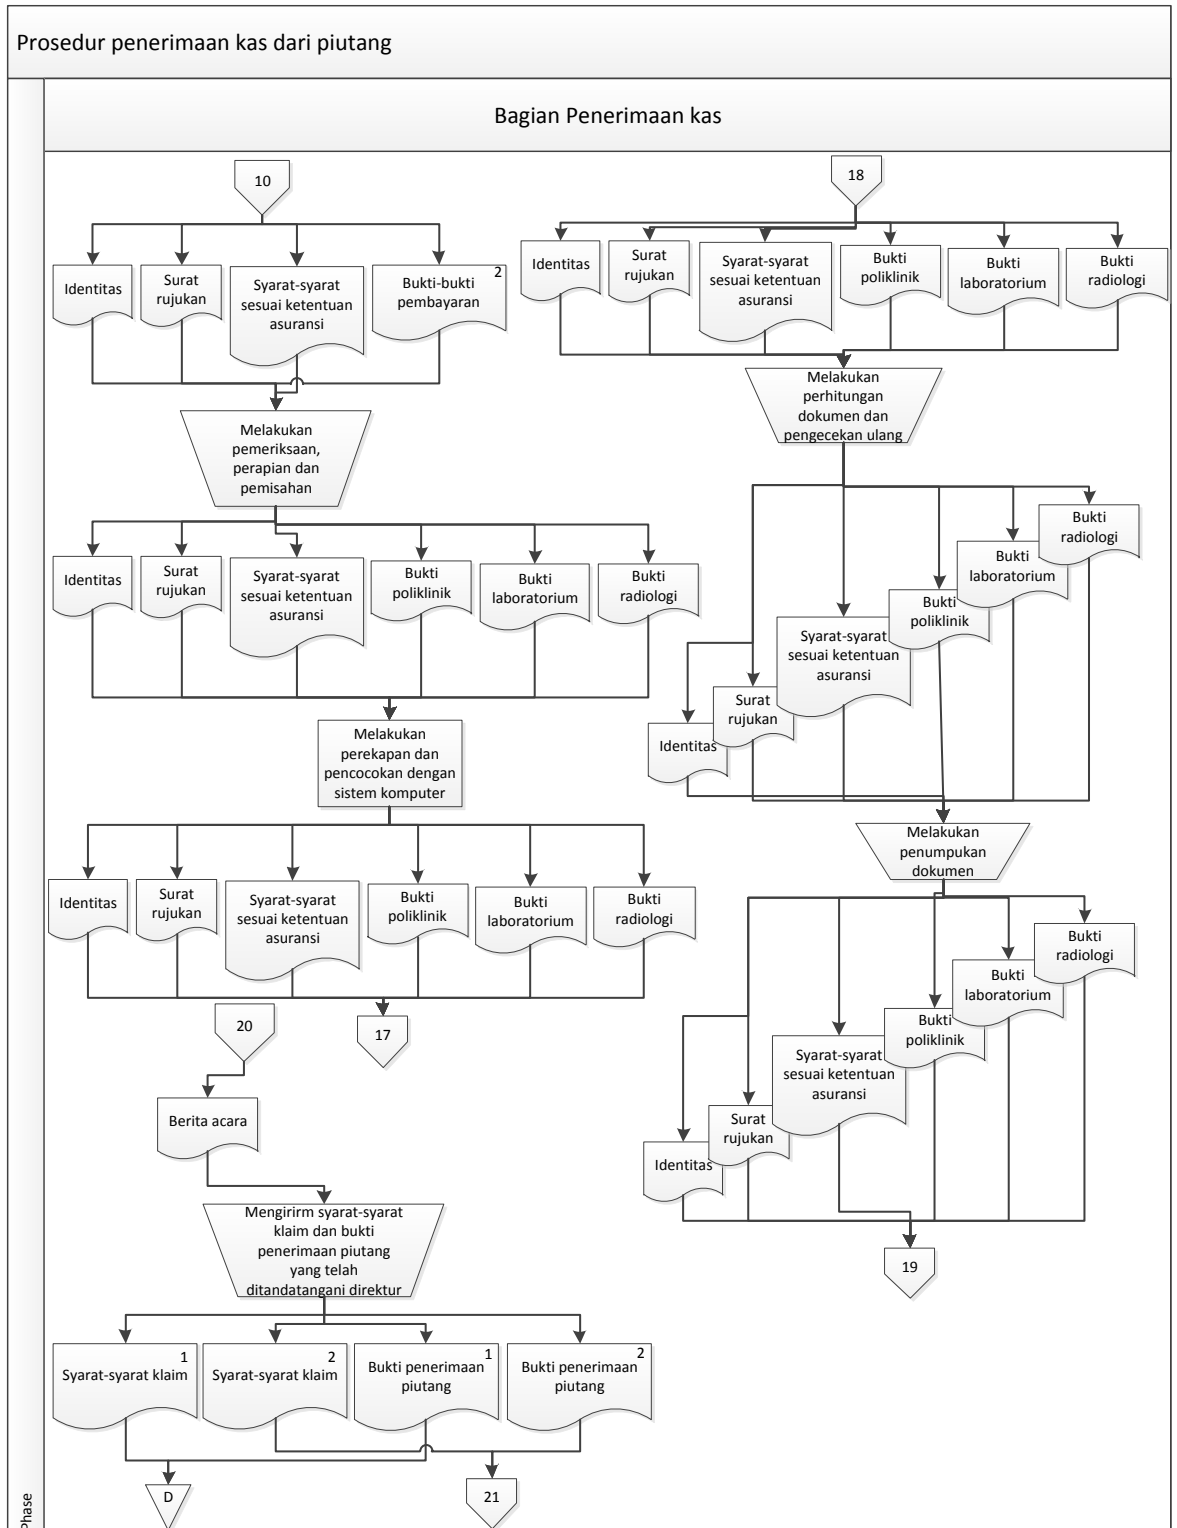 Prosedur penerimaan kas dari piutang
Bagian Penerimaan kas
10
Identitas
Surat
rujukan
Syarat-syarat
sesuai ketentuan
asuransi
2
Bukti-bukti
pembayaran
Melakukan
pemeriksaan,
perapian dan
pemisahan
Identitas
Surat
rujukan
Syarat-syarat
sesuai ketentuan
asuransi
Bukti
poliklinik
Bukti
laboratorium
Bukti
radiologi
Melakukan
perekapan dan
pencocokan dengan
sistem komputer
Identitas
Surat
rujukan
Syarat-syarat
sesuai ketentuan
asuransi
Bukti
poliklinik
Bukti
laboratorium
Bukti
radiologi
17
20
Berita acara
Mengirirm syarat-syarat
klaim dan bukti
penerimaan piutang
yang telah
ditandatangani direktur
1
Syarat-syarat klaim
2
Syarat-syarat klaim
1
Bukti penerimaan
piutang
2
Bukti penerimaan
piutang
D
21
18
Identitas
Surat
rujukan
Syarat-syarat
sesuai ketentuan
asuransi
Bukti
poliklinik
Bukti
laboratorium
Bukti
radiologi
Melakukan
perhitungan
dokumen dan
pengecekan ulang
Bukti
radiologi
Bukti
laboratorium
Bukti
poliklinik
Syarat-syarat
sesuai ketentuan
asuransi
Surat
rujukan
Identitas
Melakukan
penumpukan
dokumen
Bukti
radiologi
Bukti
laboratorium
Bukti
poliklinik
Syarat-syarat
sesuai ketentuan
asuransi
Surat
rujukan
Identitas
19
Phase